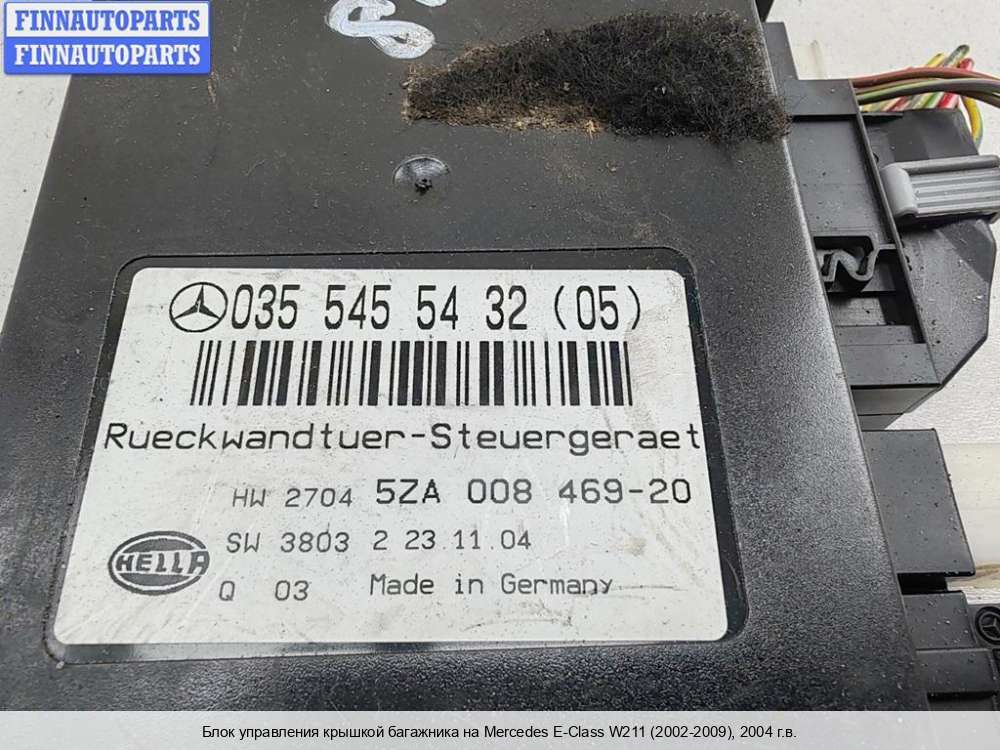 FINNAUTOPARTS
FINNAUTOPARTS
035 545 54 32 (05)
Rueckwandtuer-Steuergeraet
HW 2704 5ZA 008 469-20
SW 3803 2 23.11.04
HELLA
Q 03 Made in Germany
Блок управления крышкой багажника на Mercedes E-Class W211 (2002-2009), 2004 г.в.